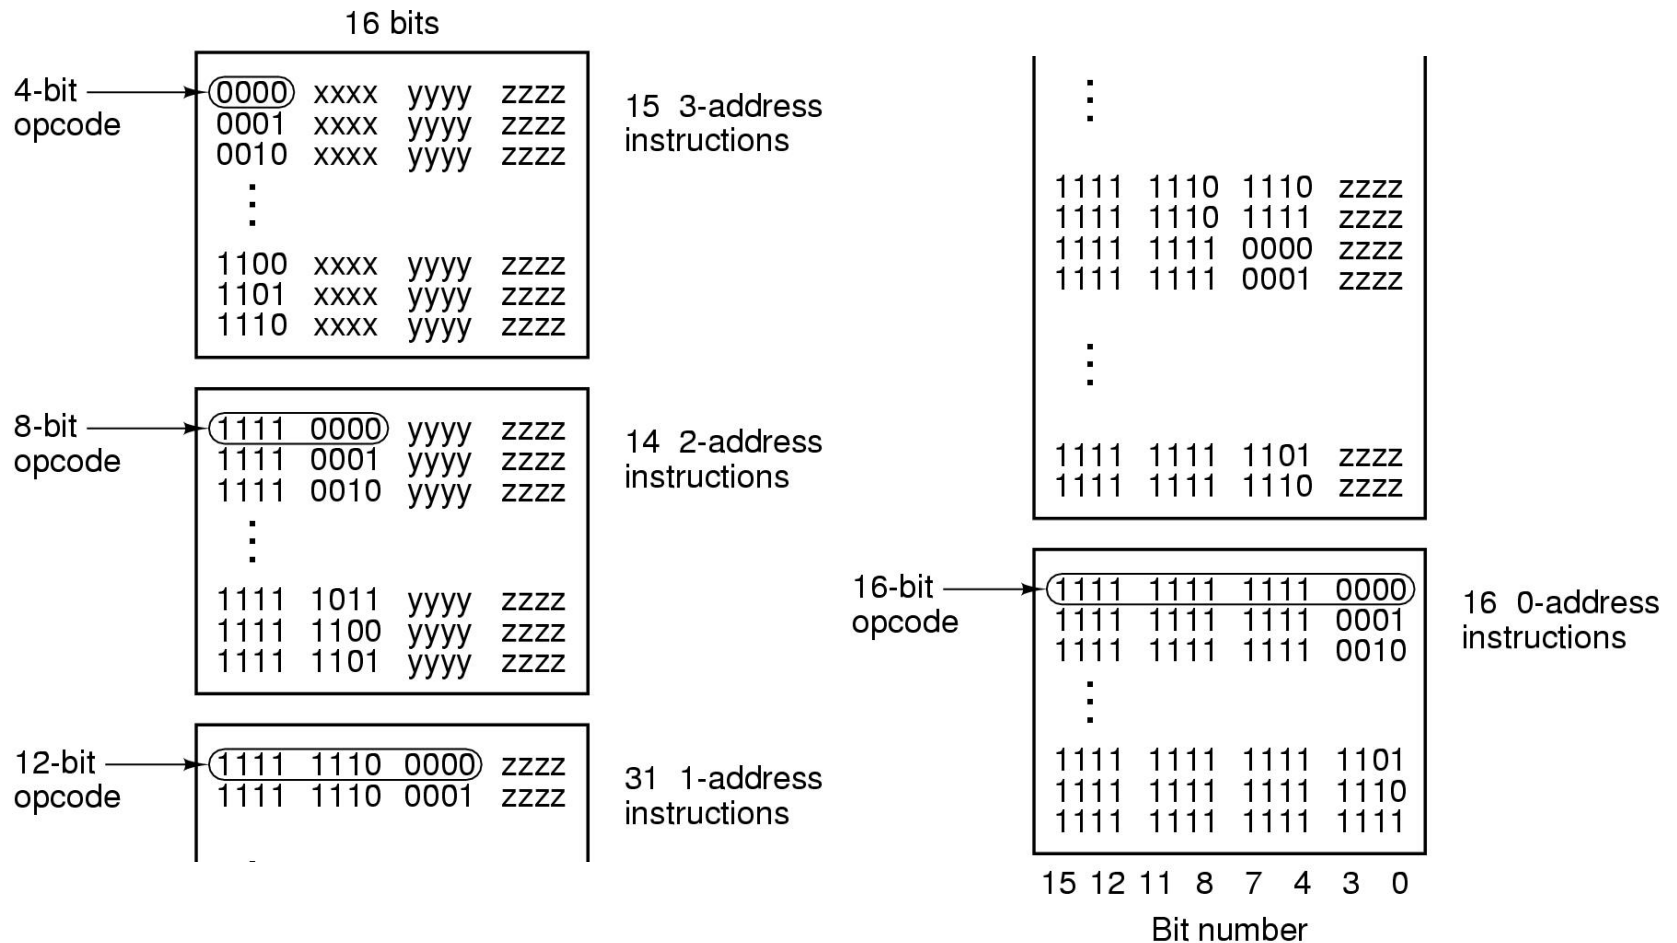 16 bits
4-bit
opcode
0000 xxxx yyyy zzzz
0001 xxxx yyyy zzzz
0010 xxxx yyyy zzzz
1100 xxxx yyyy zzzz
1101 xxxx yyyy zzzz
1110 xxxx yyyy zzzz
15 3-address
instructions
8-bit
opcode
1111 0000 yyyy zzzz
1111 0001 yyyy zzzz
1111 0010 yyyy zzzz
1111 1011 yyyy zzzz
1111 1100 yyyy zzzz
1111 1101 yyyy zzzz
14 2-address
instructions
12-bit
opcode
1111 1110 0000 zzzz
1111 1110 0001 zzzz
31 1-address
instructions
1111 1110 1110 zzzz
1111 1110 1111 zzzz
1111 1111 0000 zzzz
1111 1111 0001 zzzz
1111 1111 1101 zzzz
1111 1111 1110 zzzz
16-bit
opcode
1111 1111 1111 0000
1111 1111 1111 0001
1111 1111 1111 0010
1111 1111 1111 1101
1111 1111 1111 1110
1111 1111 1111 1111
16 0-address
instructions
15 12 11 8 7 4 3 0
Bit number